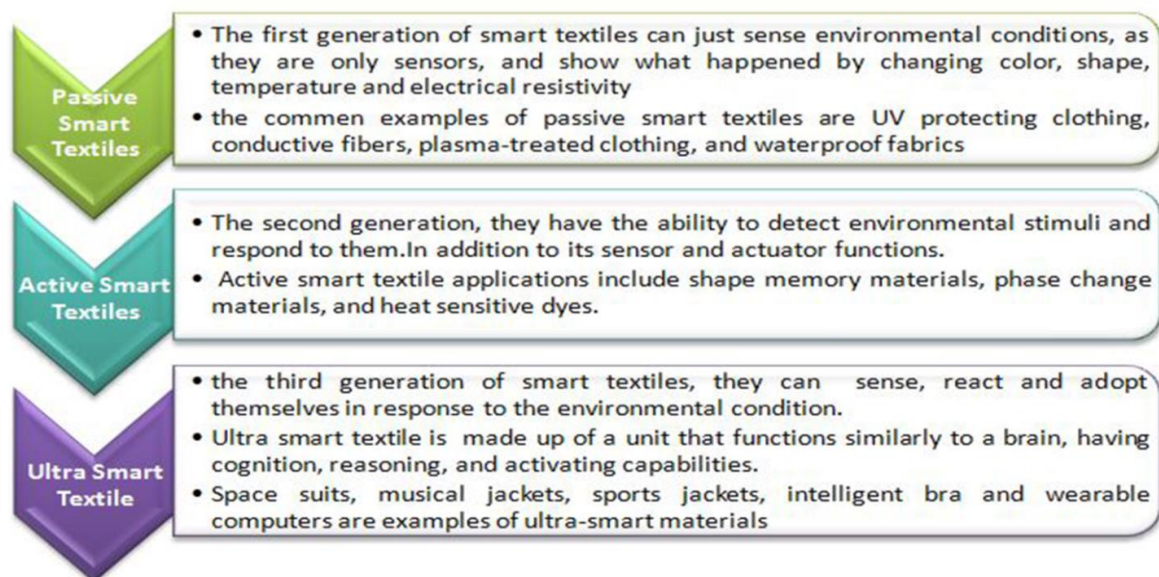 Passive
Smart
Textiles
• The first generation of smart textiles can just sense environmental conditions, as
they are only sensors, and show what happened by changing color, shape,
temperature and electrical resistivity
• the commen examples of passive smart textiles are UV protecting clothing,
conductive fibers, plasma-treated clothing, and waterproof fabrics
Active Smart
Textiles
• The second generation, they have the ability to detect environmental stimuli and
respond to them.In addition to its sensor and actuator functions.
• Active smart textile applications include shape memory materials, phase change
materials, and heat sensitive dyes.
Ultra Smart
Textile
• the third generation of smart textiles, they can sense, react and adopt
themselves in response to the environmental condition.
• Ultra smart textile is made up of a unit that functions similarly to a brain, having
cognition, reasoning, and activating capabilities.
• Space suits, musical jackets, sports jackets, intelligent bra and wearable
computers are examples of ultra-smart materials